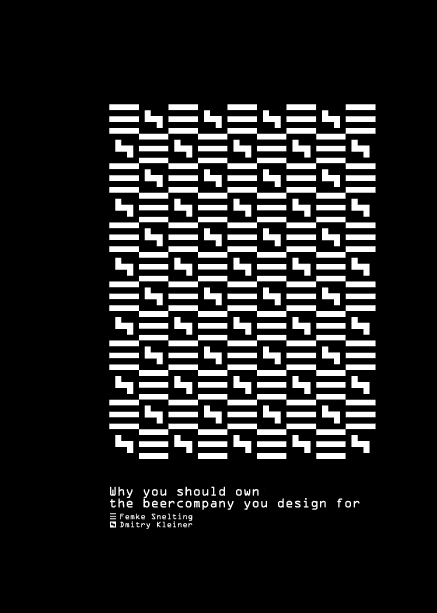 Why you should own
the beercompany you design for
Femke Snelting
Dmitry Kleiner